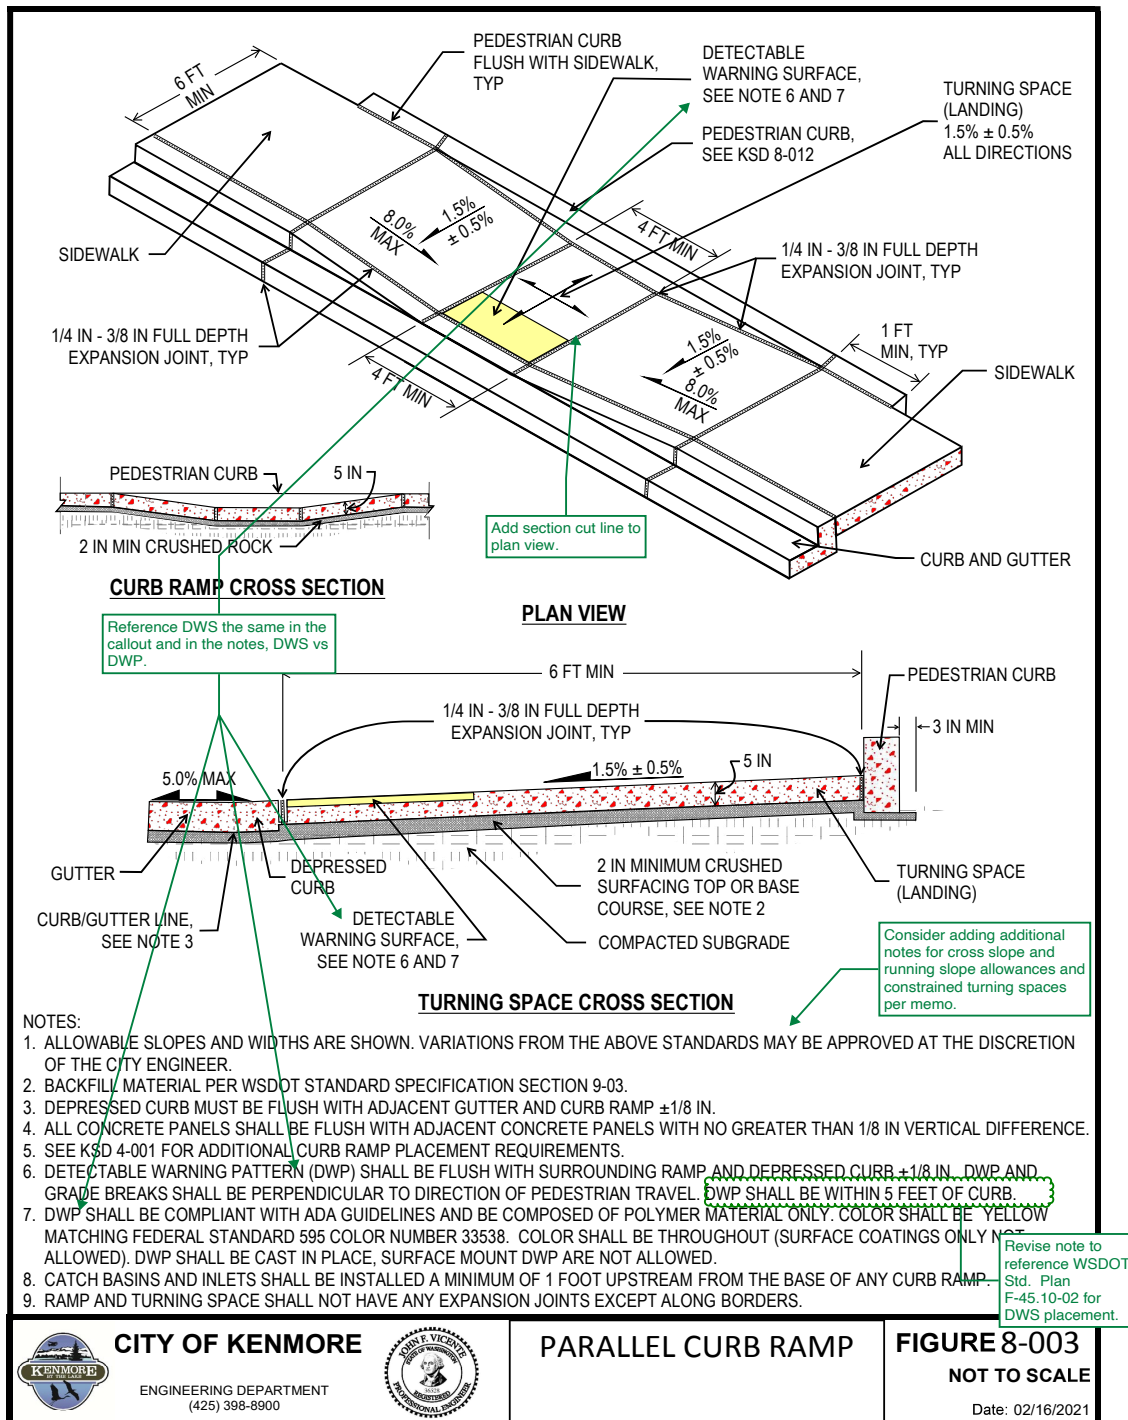 PEDESTRIAN CURB
FLUSH WITH SIDEWALK,
TYP
DETECTABLE
WARNING SURFACE,
SEE NOTE 6 AND 7
TURNING SPACE
(LANDING)
1.5% ± 0.5%
ALL DIRECTIONS
6 FT
MIN
PEDESTRIAN CURB,
SEE KSD 8-012
8.0%
MAX
1.5%
± 0.5%
4 FT MIN
SIDEWALK
1/4 IN - 3/8 IN FULL DEPTH
EXPANSION JOINT, TYP
1/4 IN - 3/8 IN FULL DEPTH
EXPANSION JOINT, TYP
1 FT
MIN, TYP
1.5%
± 0.5%
8.0%
MAX
4 FT MIN
SIDEWALK
PEDESTRIAN CURB
5 IN
2 IN MIN CRUSHED ROCK
Add section cut line to
plan view.
CURB AND GUTTER
CURB RAMP CROSS SECTION
PLAN VIEW
Reference DWS the same in the
callout and in the notes, DWS vs
DWP.
6 FT MIN
PEDESTRIAN CURB
1/4 IN - 3/8 IN FULL DEPTH
EXPANSION JOINT, TYP
3 IN MIN
5.0% MAX
1.5% ± 0.5%
5 IN
GUTTER
DEPRESSED
CURB
2 IN MINIMUM CRUSHED
SURFACING TOP OR BASE
COURSE, SEE NOTE 2
TURNING SPACE
(LANDING)
CURB/GUTTER LINE,
SEE NOTE 3
DETECTABLE
WARNING SURFACE,
SEE NOTE 6 AND 7
COMPACTED SUBGRADE
Consider adding additional
notes for cross slope and
running slope allowances and
constrained turning spaces
per memo.
TURNING SPACE CROSS SECTION
NOTES:
1. ALLOWABLE SLOPES AND WIDTHS ARE SHOWN. VARIATIONS FROM THE ABOVE STANDARDS MAY BE APPROVED AT THE DISCRETION
OF THE CITY ENGINEER.
2. BACKFILL MATERIAL PER WSDOT STANDARD SPECIFICATION SECTION 9-03.
3. DEPRESSED CURB MUST BE FLUSH WITH ADJACENT GUTTER AND CURB RAMP ±1/8 IN.
4. ALL CONCRETE PANELS SHALL BE FLUSH WITH ADJACENT CONCRETE PANELS WITH NO GREATER THAN 1/8 IN VERTICAL DIFFERENCE.
5. SEE KSD 4-001 FOR ADDITIONAL CURB RAMP PLACEMENT REQUIREMENTS.
6. DETECTABLE WARNING PATTERN (DWP) SHALL BE FLUSH WITH SURROUNDING RAMP AND DEPRESSED CURB ±1/8 IN. DWP AND
GRADE BREAKS SHALL BE PERPENDICULAR TO DIRECTION OF PEDESTRIAN TRAVEL. DWP SHALL BE WITHIN 5 FEET OF CURB.
7. DWP SHALL BE COMPLIANT WITH ADA GUIDELINES AND BE COMPOSED OF POLYMER MATERIAL ONLY. COLOR SHALL BE YELLOW
MATCHING FEDERAL STANDARD 595 COLOR NUMBER 33538. COLOR SHALL BE THROUGHOUT (SURFACE COATINGS ONLY NOT
ALLOWED). DWP SHALL BE CAST IN PLACE, SURFACE MOUNT DWP ARE NOT ALLOWED.
8. CATCH BASINS AND INLETS SHALL BE INSTALLED A MINIMUM OF 1 FOOT UPSTREAM FROM THE BASE OF ANY CURB RAMP.
9. RAMP AND TURNING SPACE SHALL NOT HAVE ANY EXPANSION JOINTS EXCEPT ALONG BORDERS.
Revise note to
reference WSDOT
Std. Plan
F-45.10-02 for
DWS placement.
KENMORE
BY THE LAKE
CITY OF KENMORE
ENGINEERING DEPARTMENT
(425) 398-8900
JOHN F. VICENTE
STATE OF WASHINGTON
36528
REGISTERED
PROFESSIONAL ENGINEER
PARALLEL CURB RAMP
FIGURE 8-003
NOT TO SCALE
Date: 02/16/2021